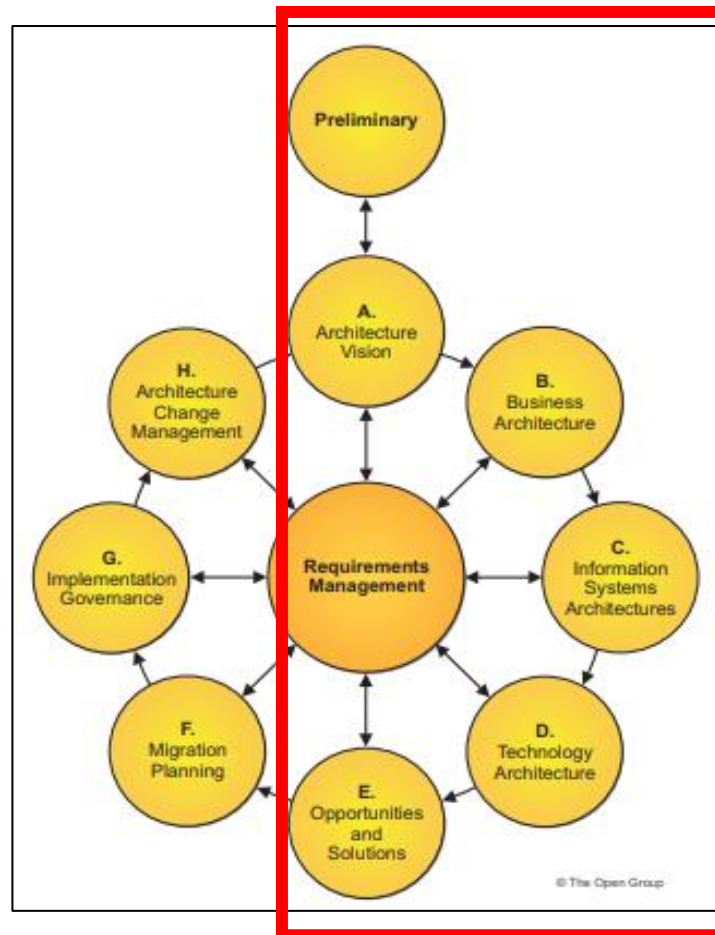 Preliminary
A.
Architecture
Vision
B.
Business
Architecture
C.
Information
Systems
Architectures
D.
Technology
Architecture
E.
Opportunities
and
Solutions
F.
Migration
Planning
G.
Implementation
Governance
H.
Architecture
Change
Management
Requirements
Management
© The Open Group